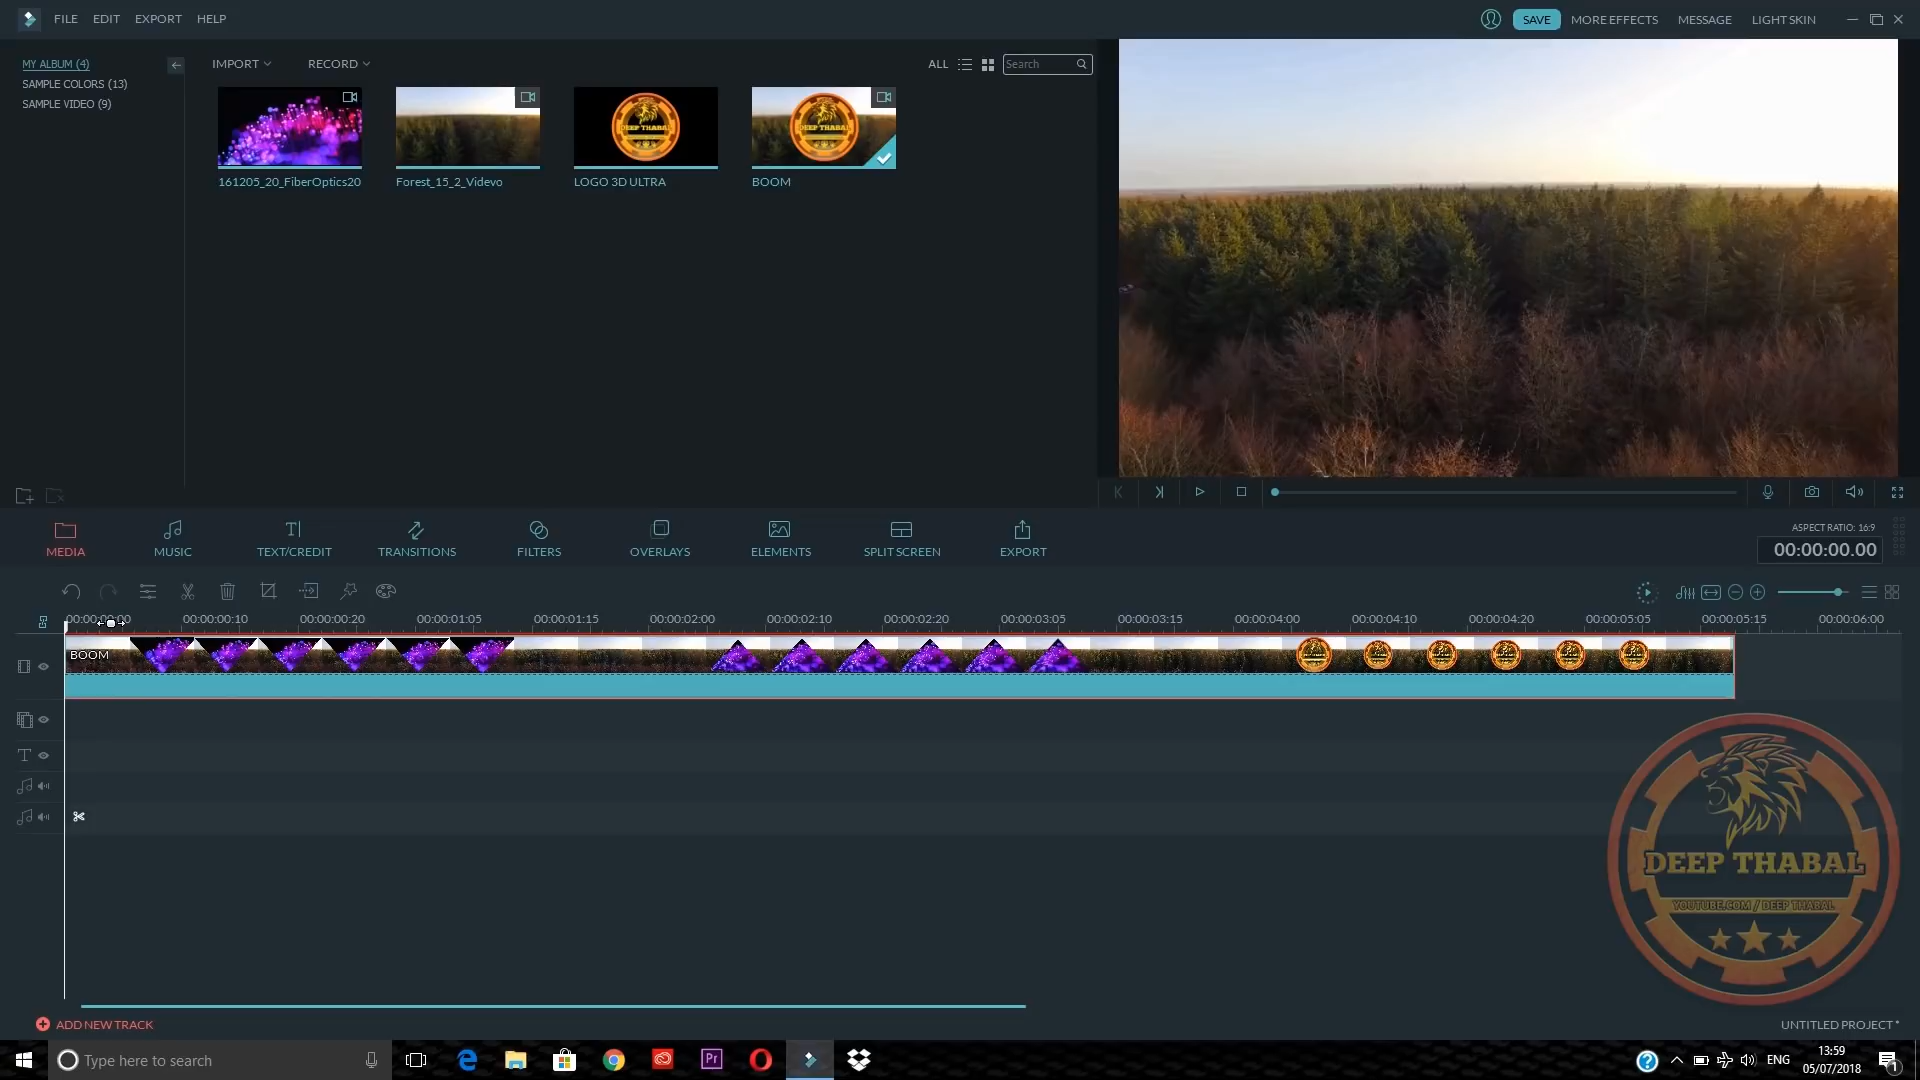 FILE EDIT EXPORT HELP
SAVE MORE EFFECTS MESSAGE LIGHT SKIN
MY ALBUM (4)
SAMPLE COLORS (13)
SAMPLE VIDEO (9)
IMPORT RECORD ALL Search
DEEP THABAL
DEEP THABAL
161205_20_FiberOptics20 Forest_15_2_Videvo LOGO 3D ULTRA BOOM
MEDIA MUSIC TEXT/CREDIT TRANSITIONS FILTERS OVERLAYS ELEMENTS SPLIT SCREEN EXPORT
ASPECT RATIO: 16:9
00:00:00.00
00:00:00:00 00:00:00:10 00:00:00:20 00:00:01:05 00:00:01:15 00:00:02:00 00:00:02:10 00:00:02:20 00:00:03:05 00:00:03:15 00:00:04:00 00:00:04:10 00:00:04:20 00:00:05:05 00:00:05:15 00:00:06:00
BOOM
DEEP THABAL
YOUTUBE.COM / DEEP THABAL
ADD NEW TRACK
UNTITLED PROJECT *
Type here to search
Pr
ENG
13:59
05/07/2018
1